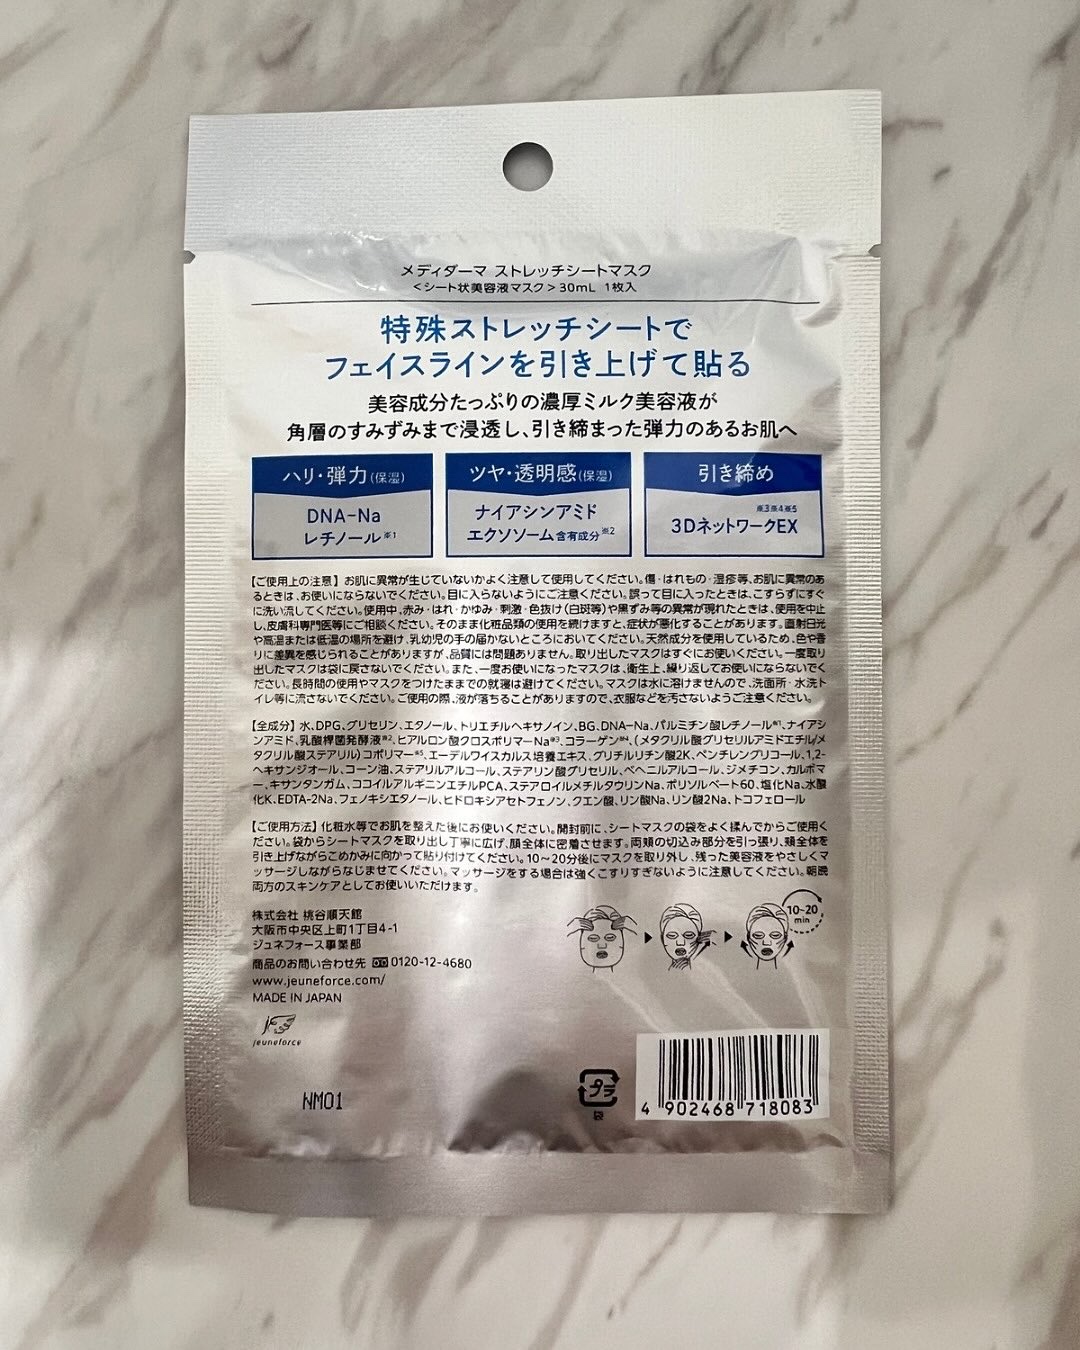 メディダーマ ストレッチシートマスク
<シート状美容液マスク> 30mL 1枚入
特殊ストレッチシートで
フェイスラインを引き上げて貼る
美容成分たっぷりの濃厚ミルク美容液が
角層のすみずみまで浸透し、引き締まった弾力のあるお肌へ
ハリ・弾力(保湿)
DNA-Na
レチノール※1
ツヤ・透明感(保湿)
ナイアシンアミド
エクソソーム含有成分※2
引き締め
※3※4※5
3DネットワークEX
【ご使用上の注意】お肌に異常が生じていないかよく注意して使用してください。傷・はれもの・湿疹等、お肌に異常のあ
るときは、お使いにならないでください。目に入らないようにご注意ください。誤って目に入ったときは、こすらずにすぐ
に洗い流してください。使用中、赤み・はれ・かゆみ・刺激・色抜け(白斑等)や黒ずみ等の異常が現れたときは、使用を中止
し、皮膚科専門医等にご相談ください。そのまま化粧品類の使用を続けますと、症状が悪化することがあります。直射日光
や高温または低温の場所を避け、乳幼児の手の届かないところにおいてください。天然成分を使用しているため、色や香
りに差異を感じられることがありますが、品質には問題ありません。取り出したマスクはすぐにお使いください。一度取り
出したマスクは袋に戻さないでください。また、一度お使いになったマスクは、衛生上、繰り返してお使いにならないでく
ださい。長時間の使用やマスクをつけたままでの就寝は避けてください。マスクは水に溶けませんので、洗面所・水洗ト
イレ等に流さないでください。ご使用の際、液が落ちることがありますので、衣服などを汚さないようご注意ください。
【全成分】水、DPG、グリセリン、エタノール、トリエチルヘキサノイン、BG、DNA-Na、パルミチン酸レチノール※1、ナイアシ
ンアミド、乳酸桿菌発酵液※2、ヒアルロン酸クロスポリマーNa※3、コラーゲン※4、(メタクリル酸グリセリルアミドエチル/メ
タクリル酸ステアリル)コポリマー※5、エーデルワイスカルス培養エキス、グリチルリチン酸2K、ペンチレングリコール、1,2-
ヘキサンジオール、コーン油、ステアリルアルコール、ステアリン酸グリセリル、ベヘニルアルコール、ジメチコン、カルボマ
ー、キサンタンガム、ココイルアルギニンエチルPCA、ステアロイルメチルタウリンNa、ポリソルベート60、塩化Na、水酸
化K、EDTA-2Na、フェノキシエタノール、ヒドロキシアセトフェノン、クエン酸、リン酸Na、リン酸2Na、トコフェロール
【ご使用方法】化粧水等でお肌を整えた後にお使いください。開封前に、シートマスクの袋をよく揉んでからご使用く
ださい。袋からシートマスクを取り出し丁寧に広げ、顔全体に密着させます。両頬の切込み部分を引っ張り、頬全体を
引き上げながらこめかみに向かって貼り付けてください。10～20分後にマスクを取り外し、残った美容液をやさしくマ
ッサージしながらなじませてください。マッサージをする場合は強くこすりすぎないように注意してください。朝晩
両方のスキンケアとしてお使いいただけます。
10~20
min
株式会社 桃谷順天館
大阪市中央区上町1丁目4-1
ジュネフォース事業部
商品のお問い合わせ先 0120-12-4680
www.jeuneforce.com/
MADE IN JAPAN
jF
jeuneforce
NM01
プラ
袋
4 902468 718083